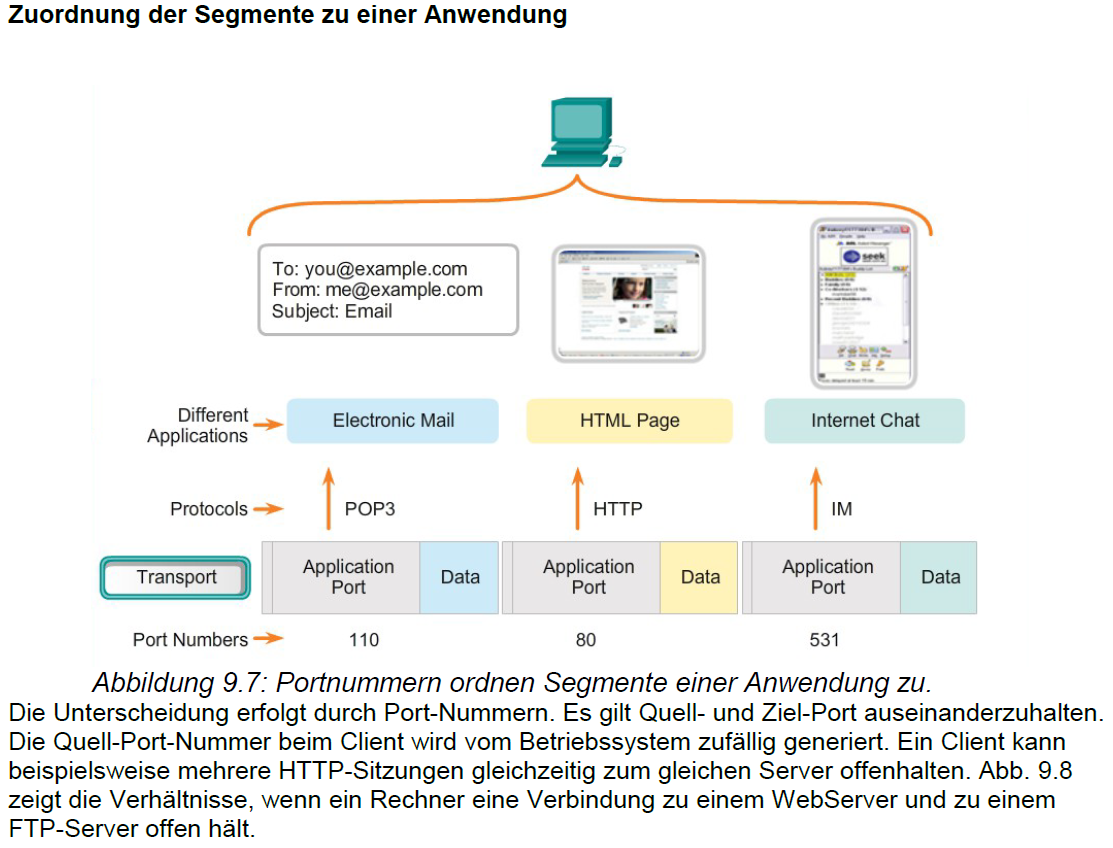 Zuordnung der Segmente zu einer Anwendung
To: you@example.com
From: me@example.com
Subject: Email
seek
Different
Applications
Electronic Mail
HTML Page
Internet Chat
Protocols
POP3
HTTP
IM
Transport
Application
Port
Data
Application
Port
Data
Application
Port
Data
Port Numbers
110
80
531
Abbildung 9.7: Portnummern ordnen Segmente einer Anwendung zu.
Die Unterscheidung erfolgt durch Port-Nummern. Es gilt Quell- und Ziel-Port auseinanderzuhalten.
Die Quell-Port-Nummer beim Client wird vom Betriebssystem zufällig generiert. Ein Client kann
beispielsweise mehrere HTTP-Sitzungen gleichzeitig zum gleichen Server offenhalten. Abb. 9.8
zeigt die Verhältnisse, wenn ein Rechner eine Verbindung zu einem WebServer und zu einem
FTP-Server offen hält.